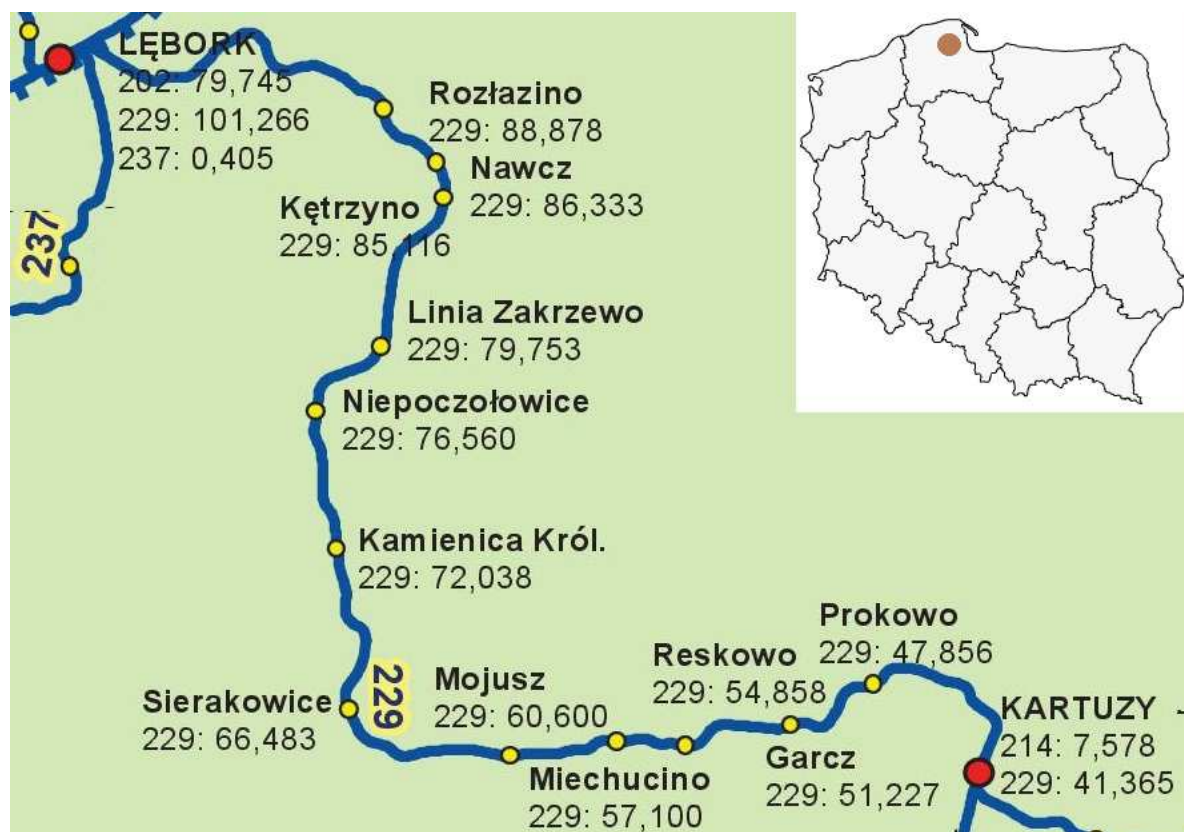 LĘBORK
202: 79,745
229: 101,266
237: 0,405
Rozłazino
229: 88,878
Nawcz
229: 86,333
Kętrzyno
229: 85,116
237
Linia Zakrzewo
229: 79,753
Niepoczołowice
229: 76,560
Kamienica Król.
229: 72,038
Sierakowice
229: 66,483
229
Mojusz
229: 60,600
Miechucino
229: 57,100
Reskowo
229: 54,858
Garcz
229: 51,227
Prokowo
229: 47,856
KARTUZY
214: 7,578
229: 41,365